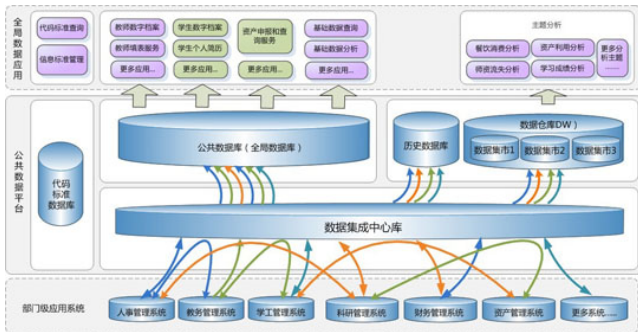 全局数据应用
代码标准查询
信息标准管理
教师数字档案
教师填表服务
更多应用...
学生数字档案
学生个人简历
更多应用...
资产申报和查
询服务
更多应用...
基础数据查询
基础数据分析
更多应用...
主题分析
餐饮消费分析
师资流失分析
资产利用分析
学习成绩分析
更多分
析主题
......
公共数据平台
代码
标准
数据库
公共数据库（全局数据库）
历史数据库
数据仓库DW）
数据集市1
数据集市2
数据集市3
数据集成中心库
部门级应用系统
人事管理系统
教务管理系统
学工管理系统
科研管理系统
财务管理系统
资产管理系统
更多系统......